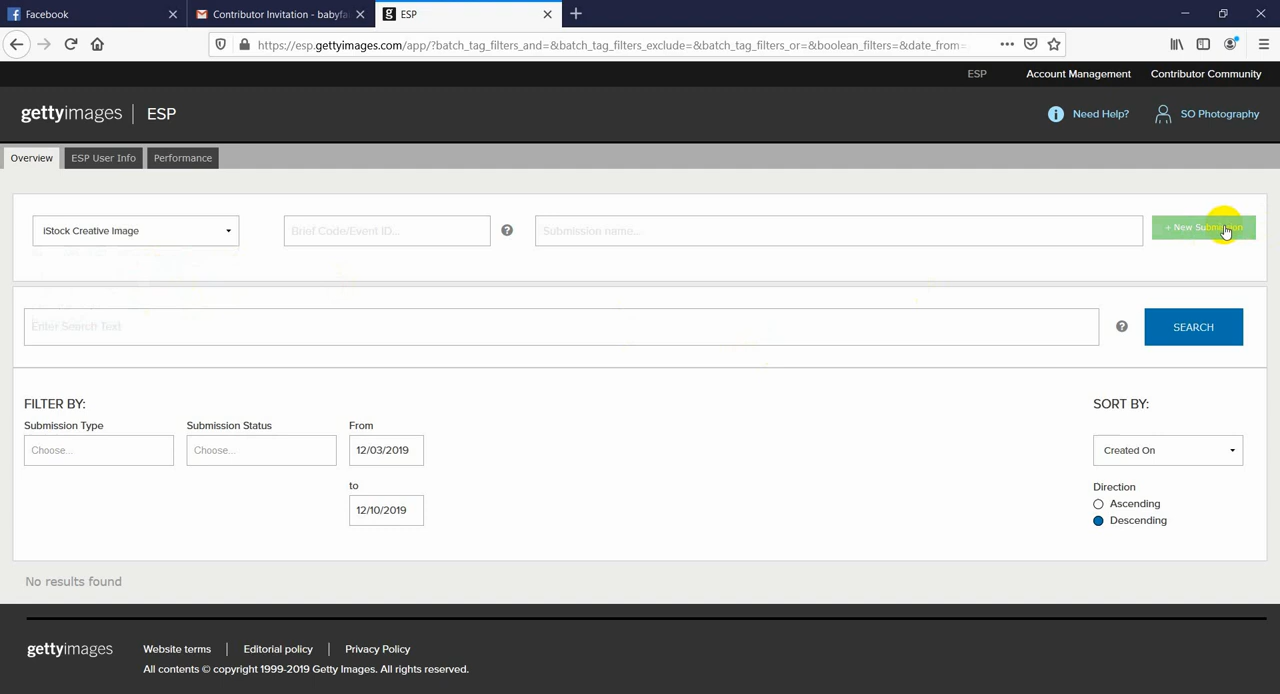 Facebook
Contributor Invitation - babyfa
ESP
https://esp.gettyimages.com/app/?batch_tag_filters_and=&batch_tag_filters_exclude=&batch_tag_filters_or=&boolean_filters=&date_from=
ESP
Account Management
Contributor Community
gettyimages | ESP
Need Help?
SO Photography
Overview
ESP User Info
Performance
iStock Creative Image
Brief Code/Event ID...
Submission name...
+ New Submission
Enter Search Text
SEARCH
FILTER BY:
SORT BY:
Submission Type
Submission Status
From
Choose...
Choose...
12/03/2019
Created On
to
Direction
12/10/2019
Ascending
Descending
No results found
gettyimages
Website terms | Editorial policy | Privacy Policy
All contents © copyright 1999-2019 Getty Images. All rights reserved.